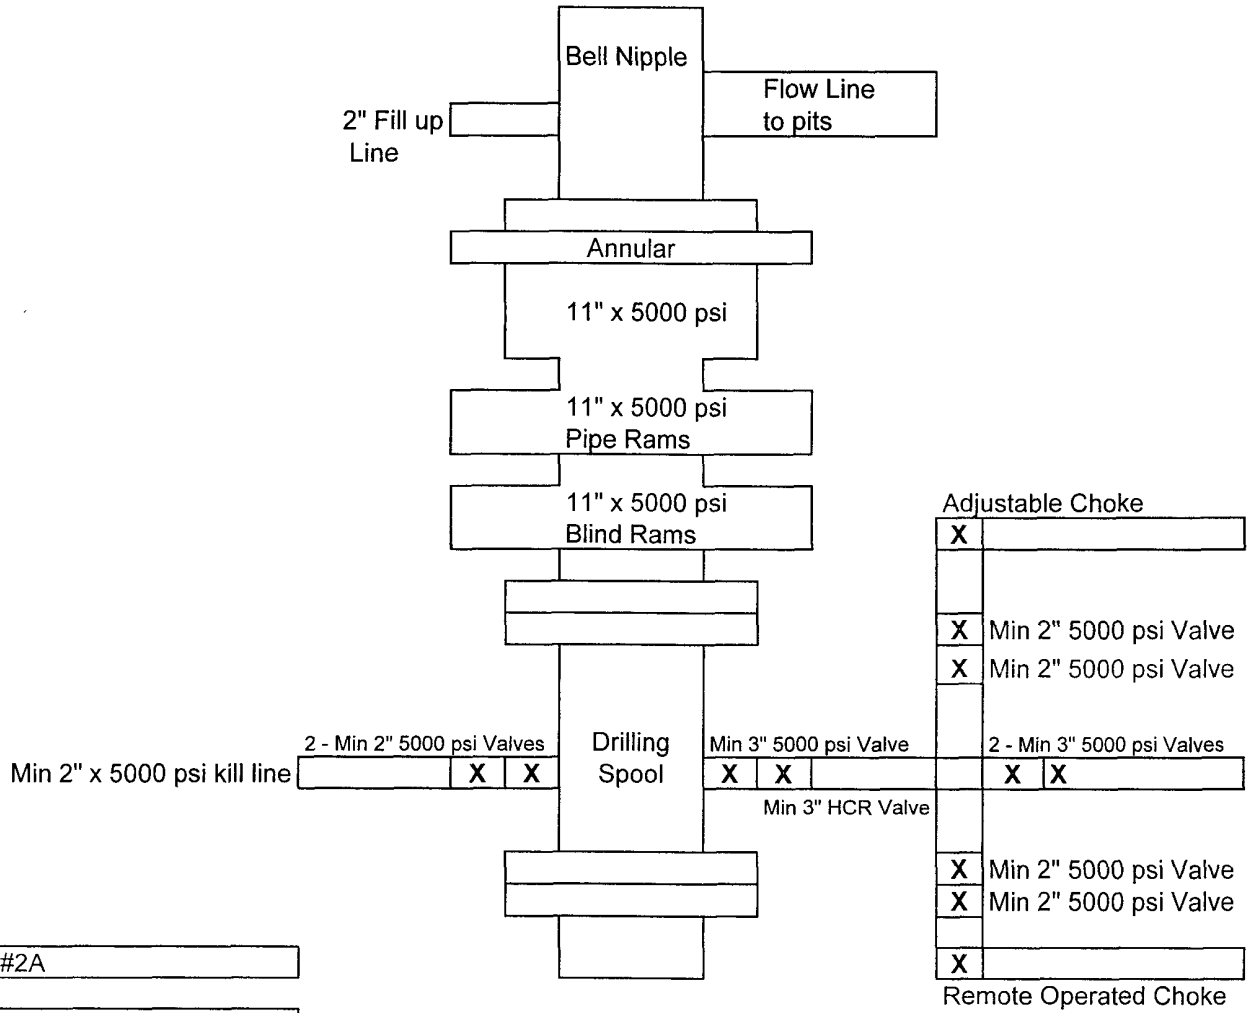 Bell Nipple
Flow Line
to pits
2" Fill up
Line
Annular
11" x 5000 psi
11" x 5000 psi
Pipe Rams
11" x 5000 psi
Blind Rams
Adjustable Choke
X
X Min 2" 5000 psi Valve
X Min 2" 5000 psi Valve
2 - Min 2" 5000 psi Valves
Drilling
Spool
Min 3" 5000 psi Valve
2 - Min 3" 5000 psi Valves
Min 2" x 5000 psi kill line
X X
X X
X X
Min 3" HCR Valve
X Min 2" 5000 psi Valve
X Min 2" 5000 psi Valve
#2A
X
Remote Operated Choke